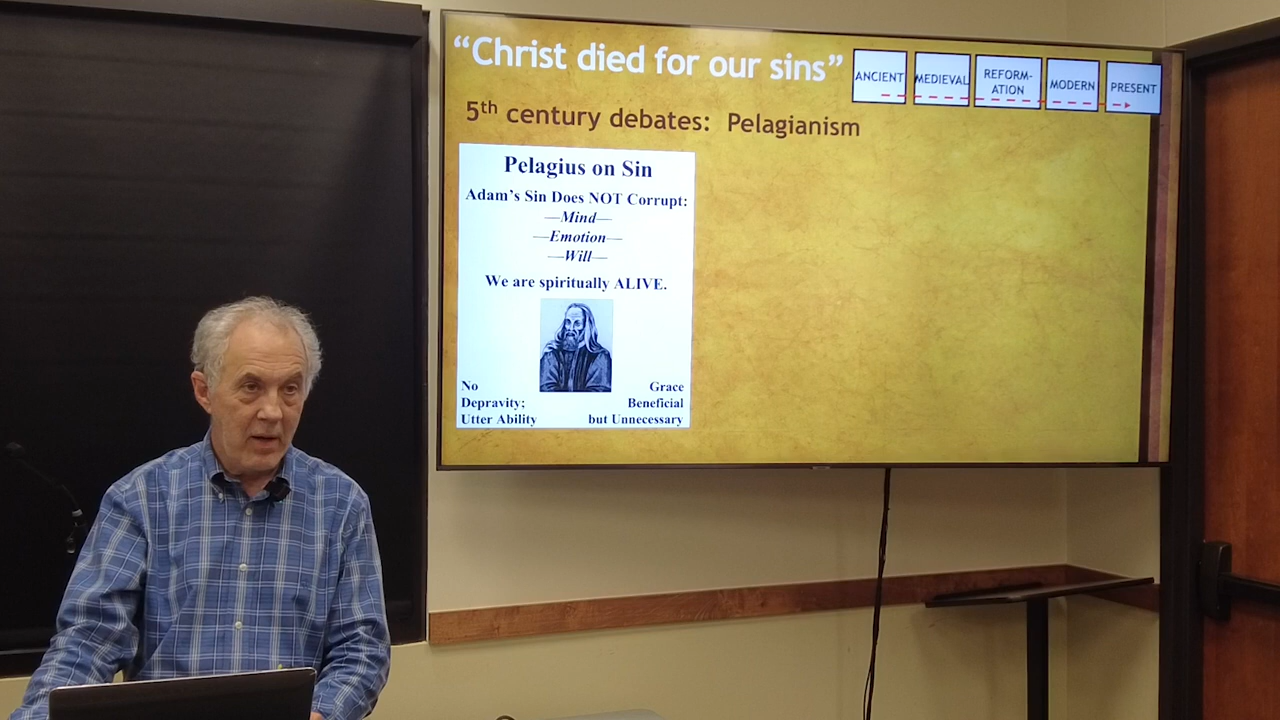 “Christ died for our sins”
ANCIENT
MEDIEVAL
REFORM-
ATION
MODERN
PRESENT
5th century debates: Pelagianism
Pelagius on Sin
Adam's Sin Does NOT Corrupt:
—Mind—
—Emotion—
—Will—
We are spiritually ALIVE.
No
Depravity;
Utter Ability
Grace
Beneficial
but Unnecessary